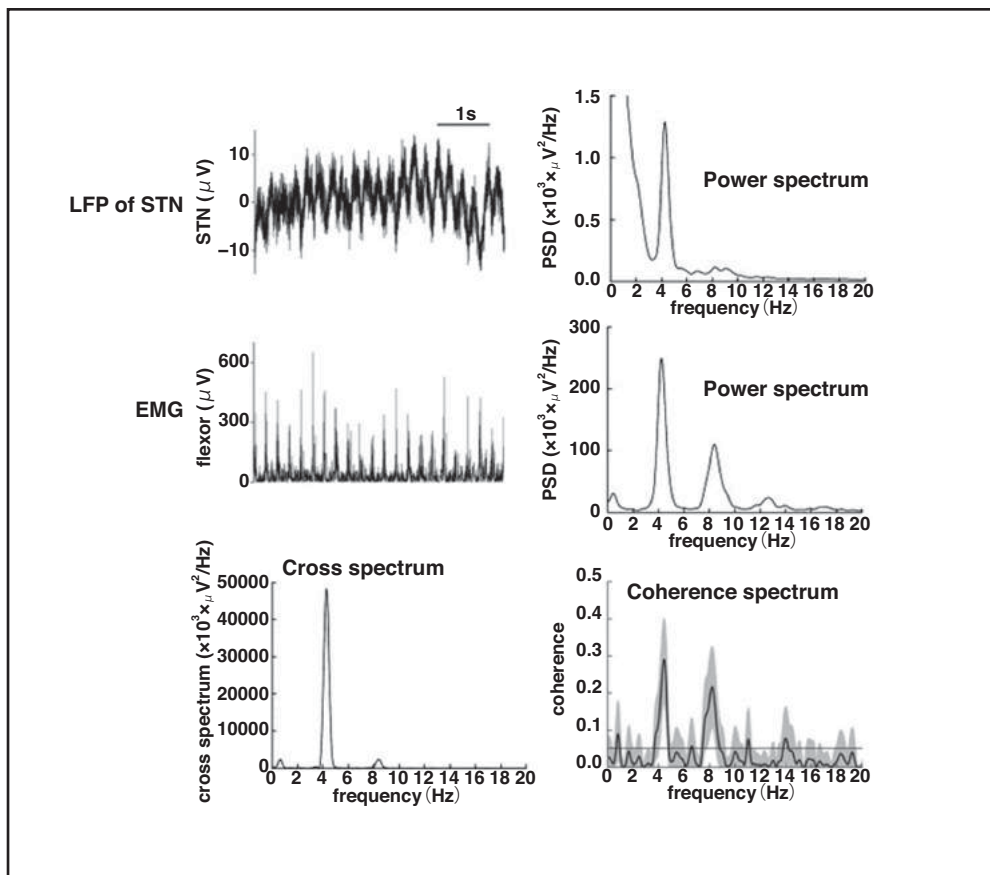 1s
LFP of STN
STN (μV)
10
0
−10
1.5
1.0
0.5
0.0
PSD (×10³×μV²/Hz)
Power spectrum
0 2 4 6 8 10 12 14 16 18 20
frequency (Hz)
EMG
flexor (μV)
600
300
0
300
200
100
0
PSD (×10³×μV²/Hz)
Power spectrum
0 2 4 6 8 10 12 14 16 18 20
frequency (Hz)
Cross spectrum
cross spectrum (×10³×μV²/Hz)
50000
40000
30000
20000
10000
0
0 2 4 6 8 10 12 14 16 18 20
frequency (Hz)
Coherence spectrum
coherence
0.5
0.4
0.3
0.2
0.1
0.0
0 2 4 6 8 10 12 14 16 18 20
frequency (Hz)